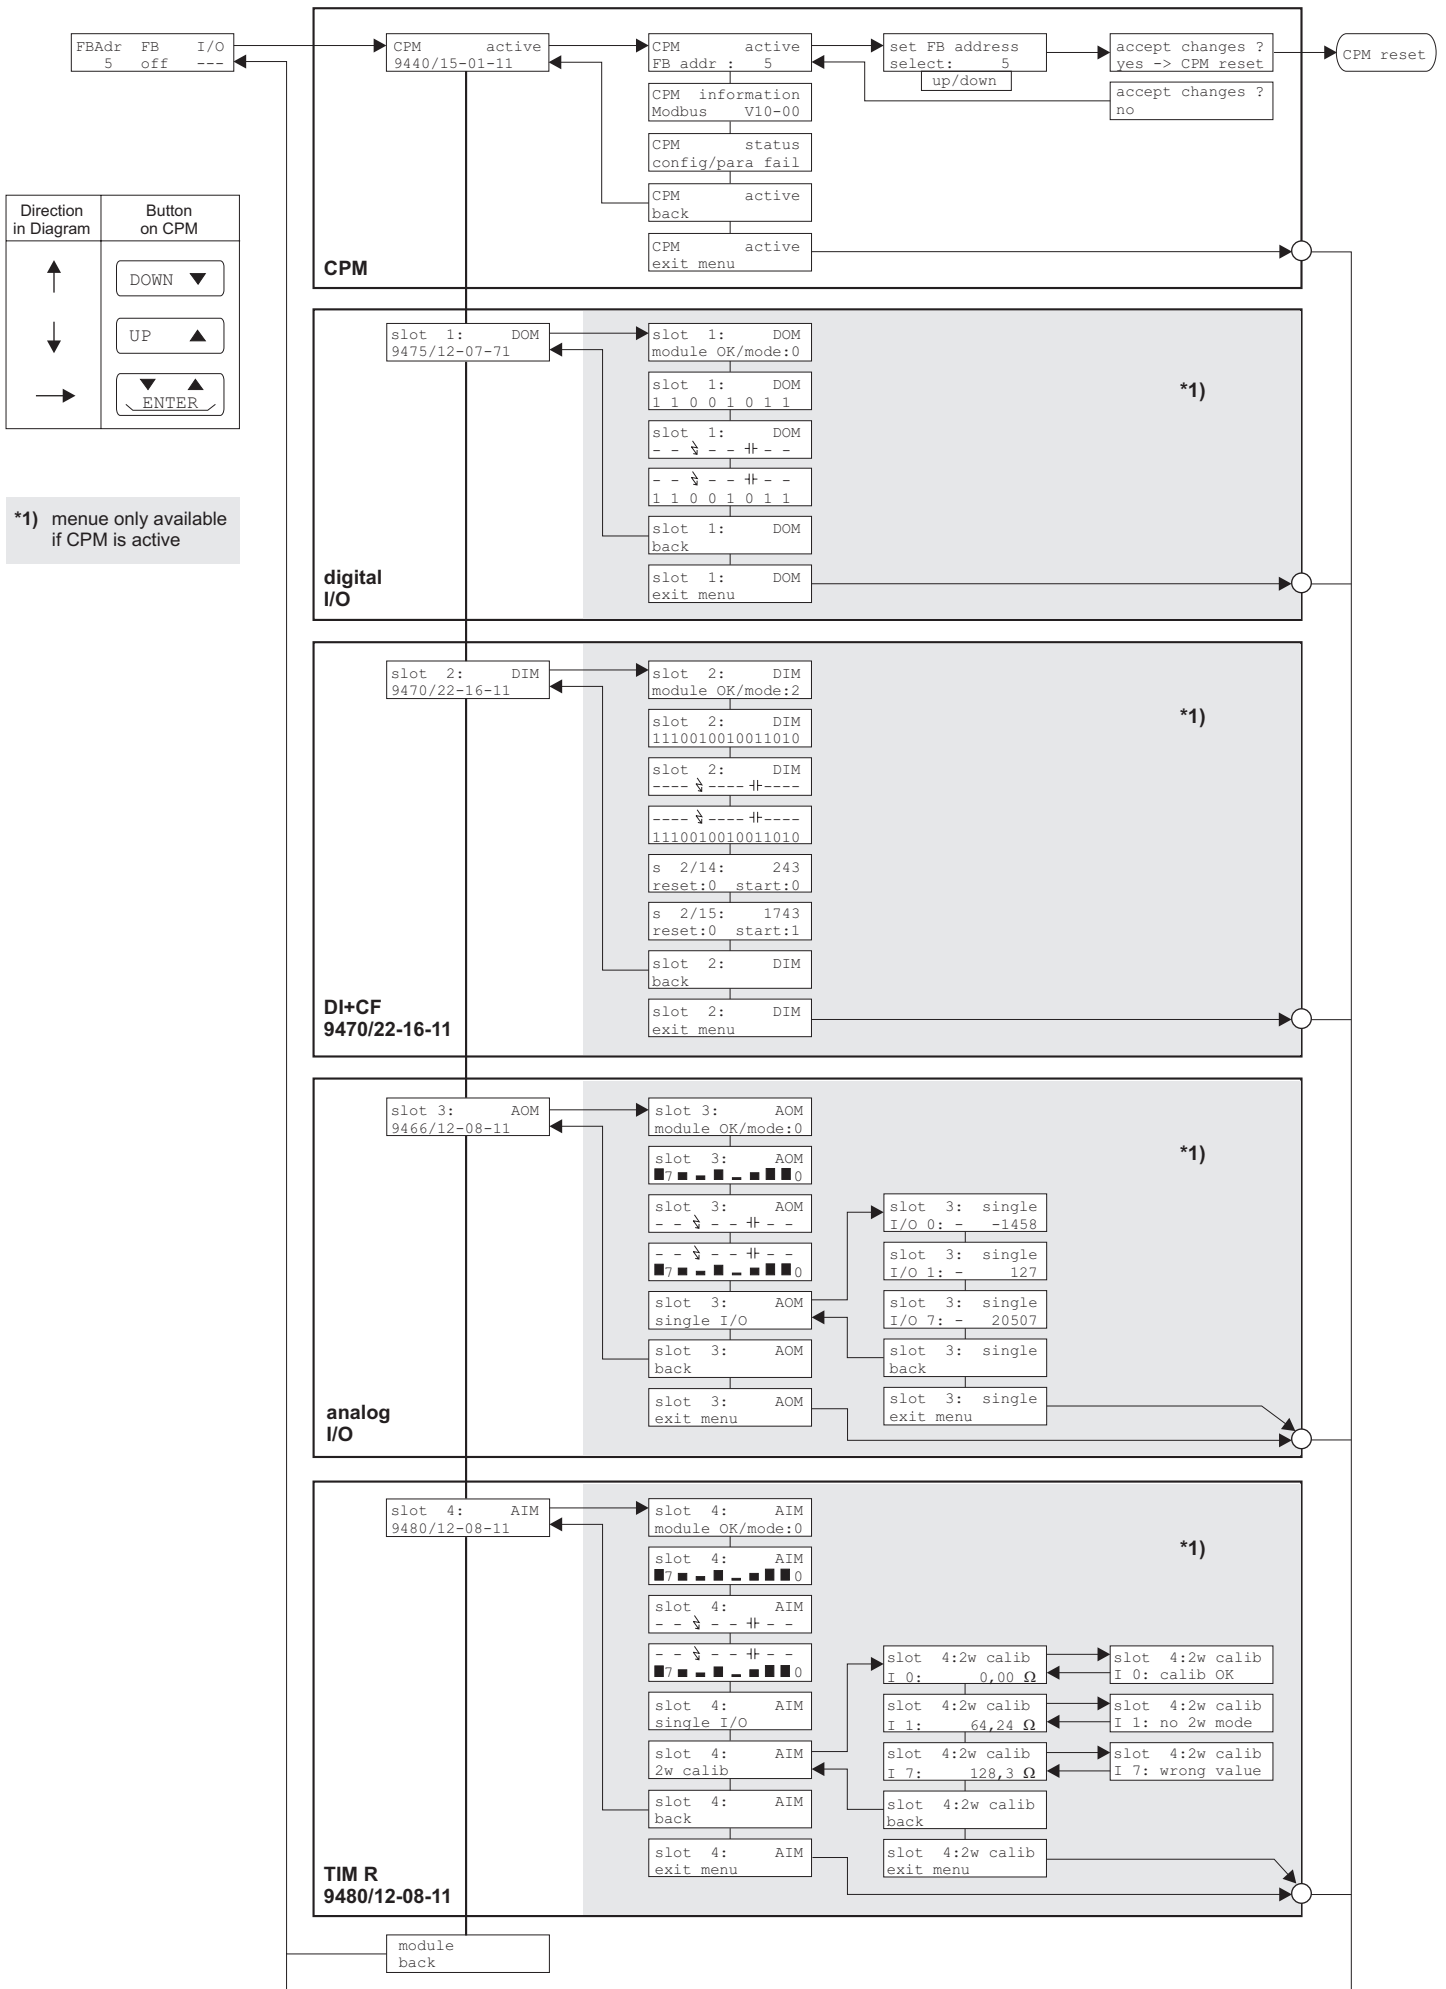 FBAdr FB I/O
5 off ---
CPM active
9440/15-01-11
CPM active
FB addr : 5
set FB address
select: 5
up/down
accept changes ?
yes -> CPM reset
CPM reset
accept changes ?
no
CPM information
Modbus V10-00
CPM status
config/para fail
CPM active
back
CPM active
exit menu
CPM
Direction
in Diagram
Button
on CPM
DOWN
UP
ENTER
*1) menue only available
if CPM is active
slot 1: DOM
9475/12-07-71
slot 1: DOM
module OK/mode:0
slot 1: DOM
1 1 0 0 1 0 1 1
slot 1: DOM
- - - - - -
- - - - - -
1 1 0 0 1 0 1 1
slot 1: DOM
back
slot 1: DOM
exit menu
*1)
digital
I/O
slot 2: DIM
9470/22-16-11
slot 2: DIM
module OK/mode:2
slot 2: DIM
1110010010011010
slot 2: DIM
---- ---- ----
---- ---- ----
1110010010011010
s 2/14: 243
reset:0 start:0
s 2/15: 1743
reset:0 start:1
slot 2: DIM
back
slot 2: DIM
exit menu
*1)
DI+CF
9470/22-16-11
slot 3: AOM
9466/12-08-11
slot 3: AOM
module OK/mode:0
slot 3: AOM
7 0
slot 3: AOM
- - - - - -
- - - - - -
7 0
slot 3: AOM
single I/O
slot 3: AOM
back
slot 3: AOM
exit menu
*1)
slot 3: single
I/O 0: - -1458
slot 3: single
I/O 1: - 127
slot 3: single
I/O 7: - 20507
slot 3: single
back
slot 3: single
exit menu
analog
I/O
slot 4: AIM
9480/12-08-11
slot 4: AIM
module OK/mode:0
slot 4: AIM
7 0
slot 4: AIM
- - - - - -
- - - - - -
7 0
slot 4: AIM
single I/O
slot 4: AIM
2w calib
slot 4: AIM
back
slot 4: AIM
exit menu
*1)
slot 4:2w calib
I 0: 0,00 Ω
slot 4:2w calib
I 0: calib OK
slot 4:2w calib
I 1: 64,24 Ω
slot 4:2w calib
I 1: no 2w mode
slot 4:2w calib
I 7: 128,3 Ω
slot 4:2w calib
I 7: wrong value
slot 4:2w calib
back
slot 4:2w calib
exit menu
TIM R
9480/12-08-11
module
back